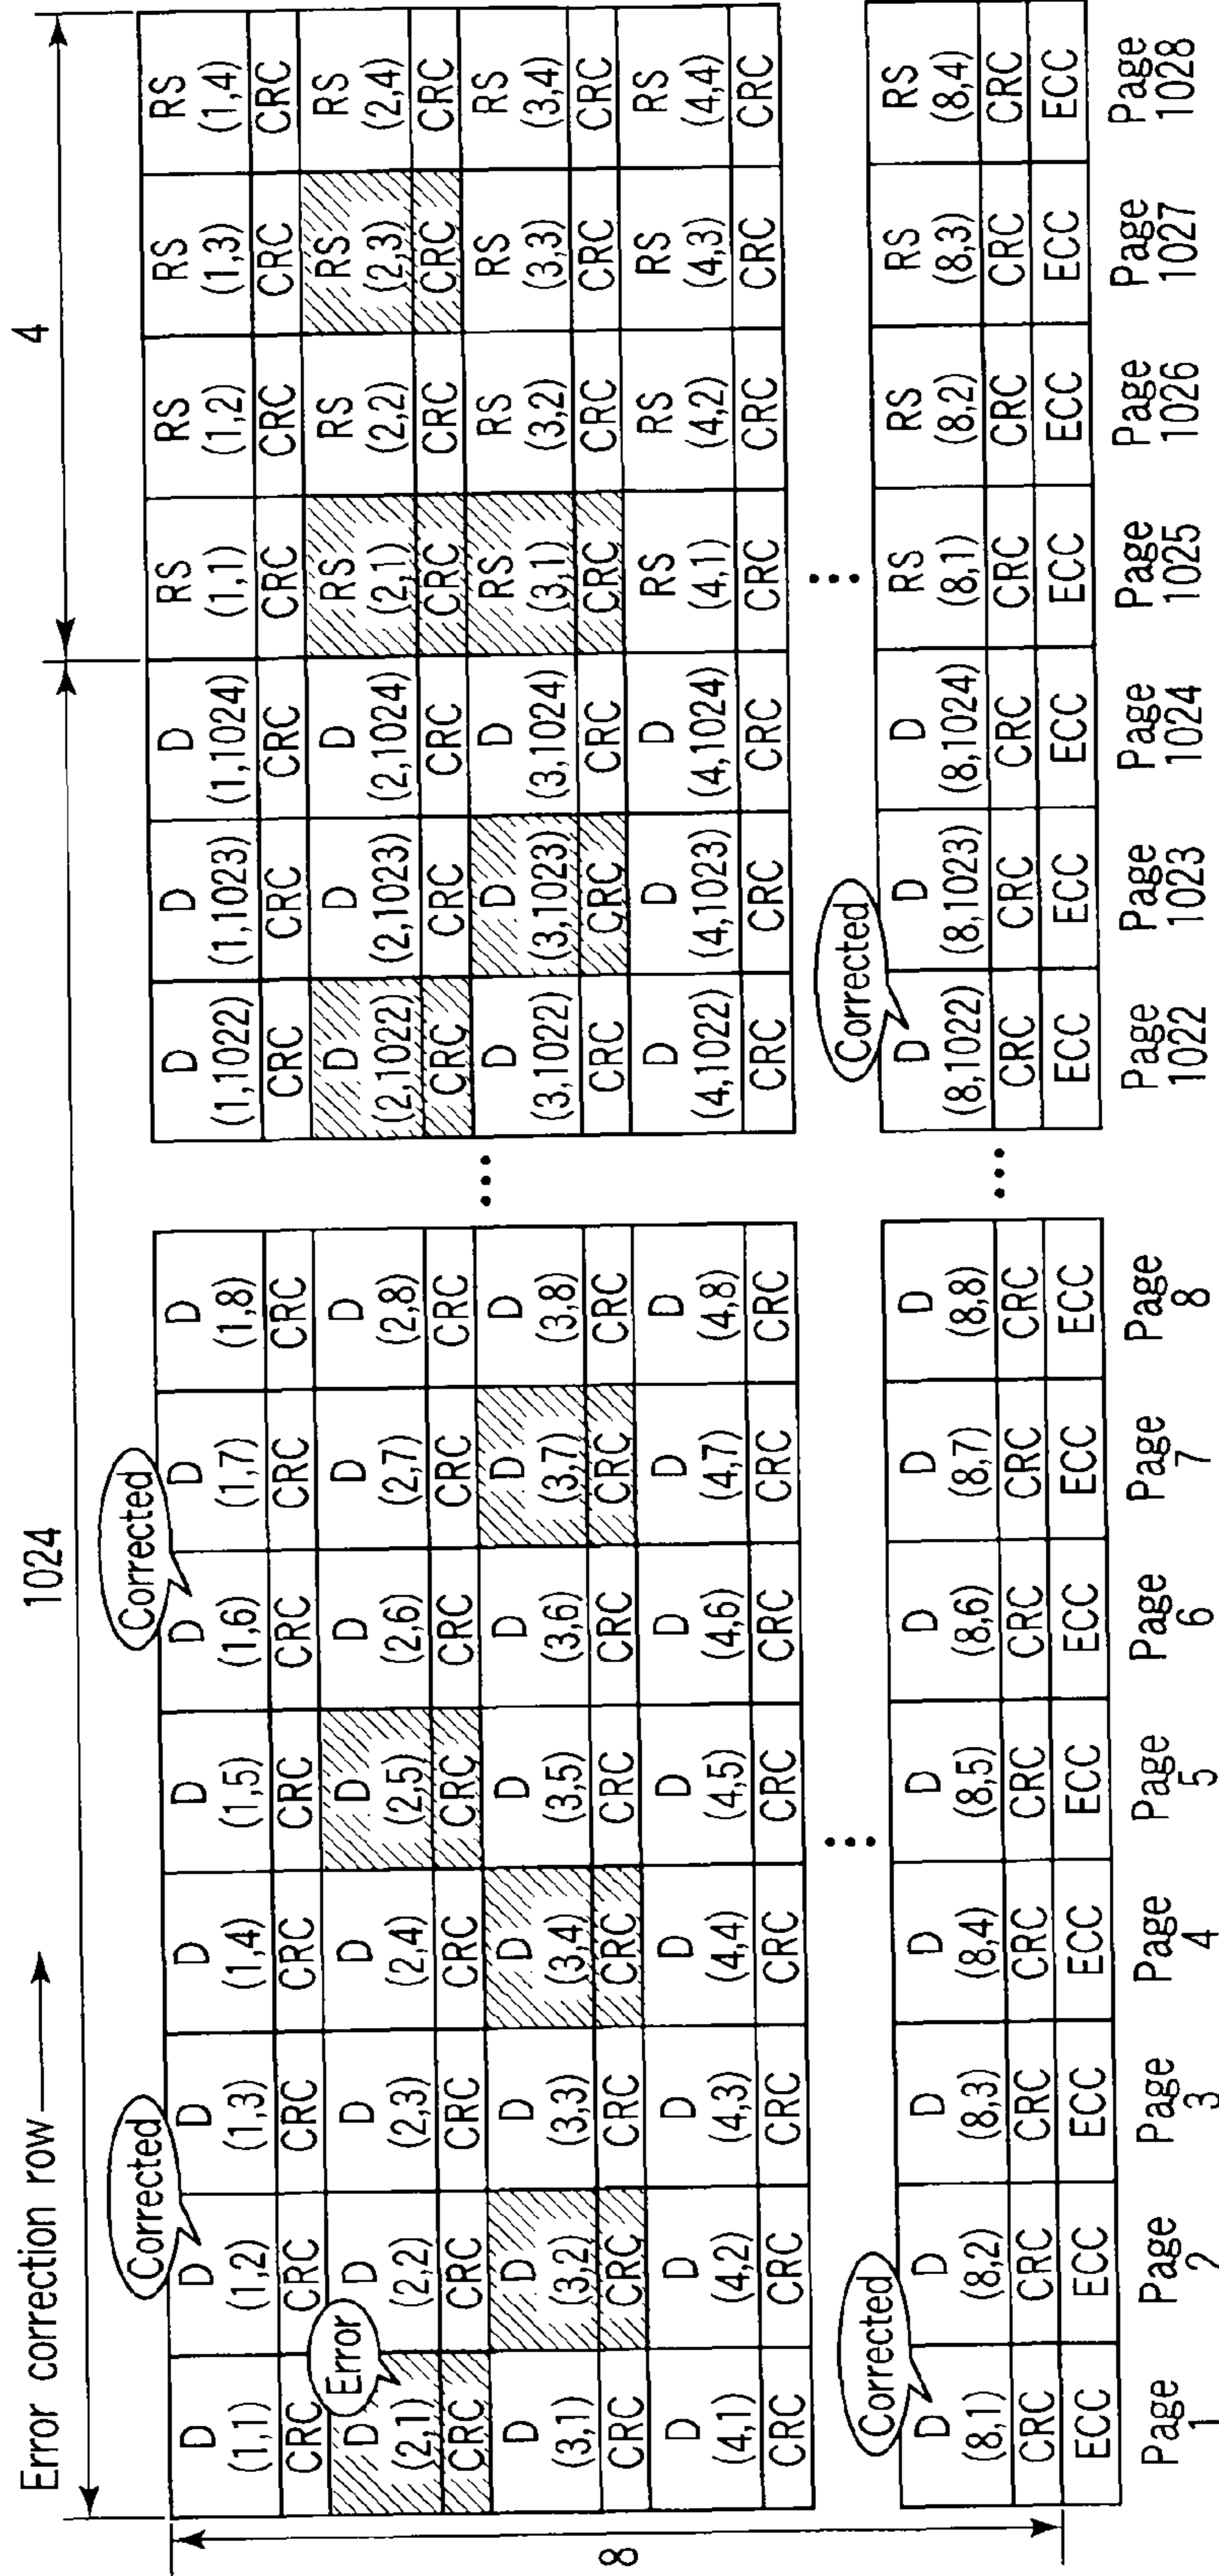 Error correction row
1024
4
Corrected
Corrected
D D D D D D D D D D D RS RS RS RS
(1,1) (1,2) (1,3) (1,4) (1,5) (1,6) (1,7) (1,8) (1,1022) (1,1023) (1,1024) (1,1) (1,2) (1,3) (1,4)
CRC CRC CRC CRC CRC CRC CRC CRC CRC CRC CRC CRC CRC CRC CRC
Error
D D D D D D D D D D D RS RS RS RS
(2,1) (2,2) (2,3) (2,4) (2,5) (2,6) (2,7) (2,8) (2,1022) (2,1023) (2,1024) (2,1) (2,2) (2,3) (2,4)
CRC CRC CRC CRC CRC CRC CRC CRC CRC CRC CRC CRC CRC CRC CRC
D D D D D D D D D D D RS RS RS RS
(3,1) (3,2) (3,3) (3,4) (3,5) (3,6) (3,7) (3,8) (3,1022) (3,1023) (3,1024) (3,1) (3,2) (3,3) (3,4)
CRC CRC CRC CRC CRC CRC CRC CRC CRC CRC CRC CRC CRC CRC CRC
D D D D D D D D D D D RS RS RS RS
(4,1) (4,2) (4,3) (4,4) (4,5) (4,6) (4,7) (4,8) (4,1022) (4,1023) (4,1024) (4,1) (4,2) (4,3) (4,4)
CRC CRC CRC CRC CRC CRC CRC CRC CRC CRC CRC CRC CRC CRC CRC
8
Corrected
Corrected
D D D D D D D D D D D RS RS RS RS
(8,1) (8,2) (8,3) (8,4) (8,5) (8,6) (8,7) (8,8) (8,1022) (8,1023) (8,1024) (8,1) (8,2) (8,3) (8,4)
CRC CRC CRC CRC CRC CRC CRC CRC CRC CRC CRC CRC CRC CRC CRC
ECC ECC ECC ECC ECC ECC ECC ECC ECC ECC ECC ECC ECC ECC ECC
Page Page Page Page Page Page Page Page Page Page Page Page Page Page Page
1 2 3 4 5 6 7 8 1022 1023 1024 1025 1026 1027 1028